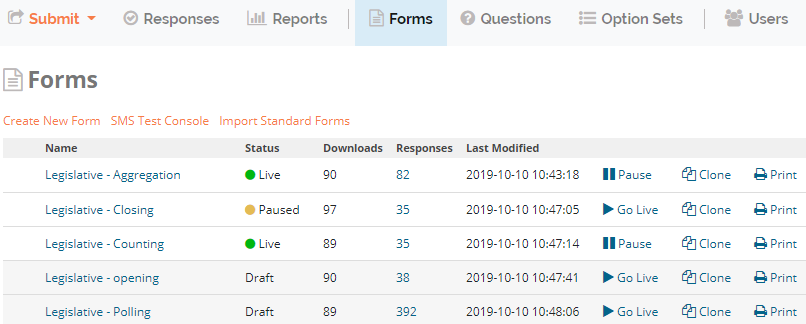 Submit Responses Reports Forms Questions Option Sets Users
Forms
Create New Form SMS Test Console Import Standard Forms
Name Status Downloads Responses Last Modified
Legislative - Aggregation Live 90 82 2019-10-10 10:43:18 Pause Clone Print
Legislative - Closing Paused 97 35 2019-10-10 10:47:05 Go Live Clone Print
Legislative - Counting Live 89 35 2019-10-10 10:47:14 Pause Clone Print
Legislative - opening Draft 90 38 2019-10-10 10:47:41 Go Live Clone Print
Legislative - Polling Draft 89 392 2019-10-10 10:48:06 Go Live Clone Print